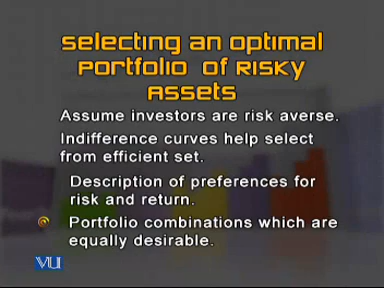 selecting an optimal
portfolio of RISKY
Assets
Assume investors are risk averse.
Indifference curves help select
from efficient set.
Description of preferences for
risk and return.
Portfolio combinations which are
equally desirable.
VU